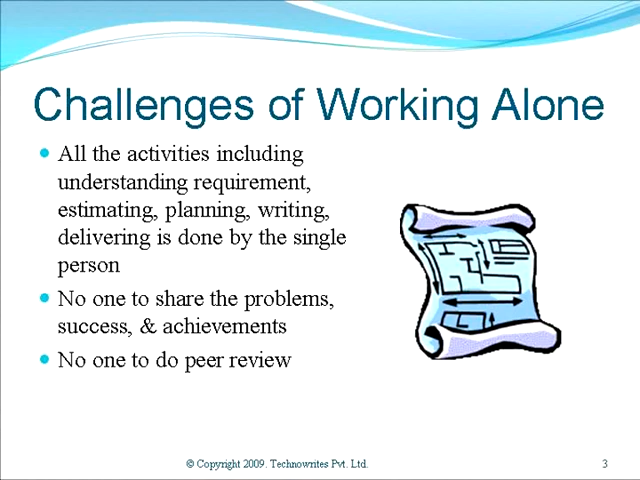 Challenges of Working Alone
All the activities including
understanding requirement,
estimating, planning, writing,
delivering is done by the single
person
No one to share the problems,
success, & achievements
No one to do peer review
© Copyright 2009. Technowrites Pvt. Ltd.
3